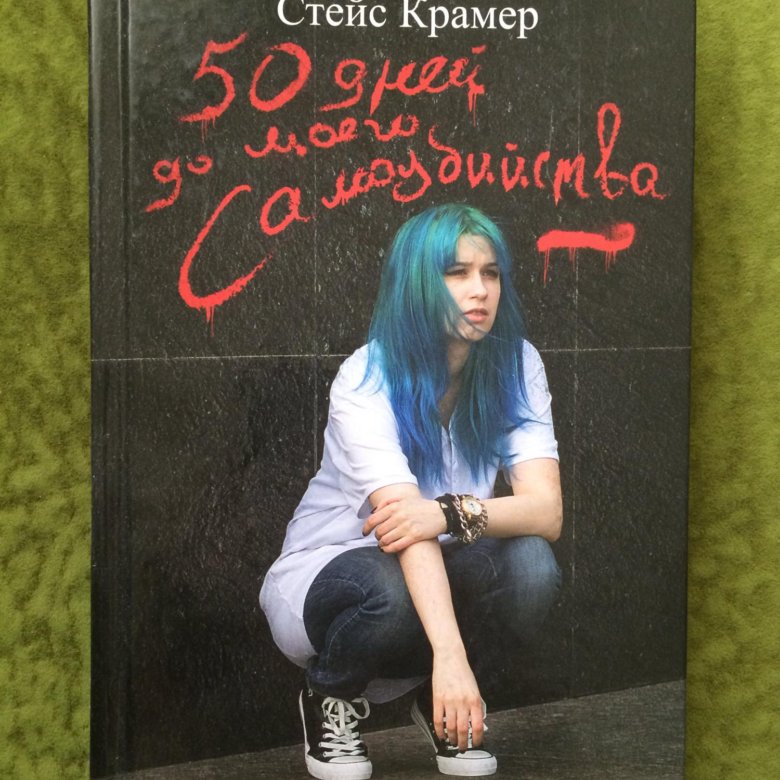 Стейс Крамер
50 дней
до моего
Самоубийства